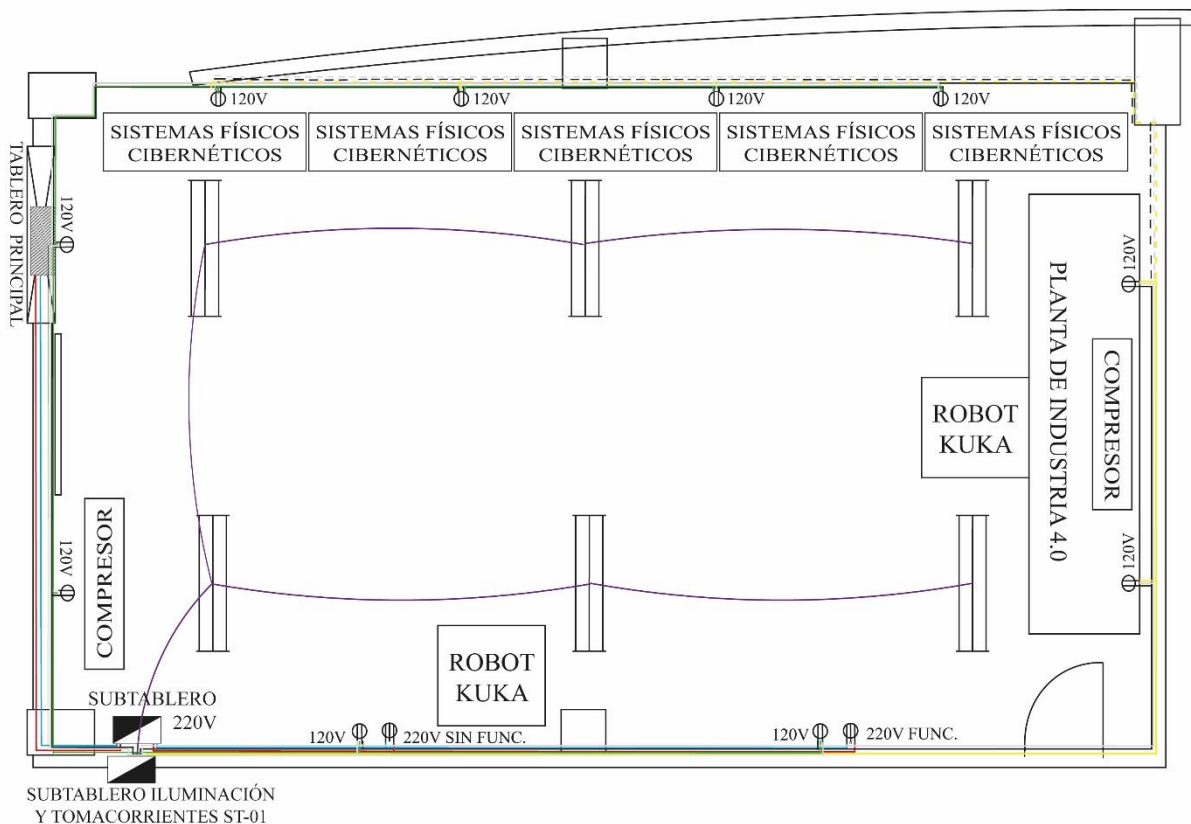 120V
120V
120V
120V
SISTEMAS FÍSICOS
CIBERNÉTICOS
SISTEMAS FÍSICOS
CIBERNÉTICOS
SISTEMAS FÍSICOS
CIBERNÉTICOS
SISTEMAS FÍSICOS
CIBERNÉTICOS
SISTEMAS FÍSICOS
CIBERNÉTICOS
TABLERO PRINCIPAL
120V
120V
PLANTA DE INDUSTRIA 4.0
COMPRESOR
ROBOT
KUKA
120V
120V
COMPRESOR
ROBOT
KUKA
SUBTABLERO
220V
120V
220V SIN FUNC.
120V
220V FUNC.
SUBTABLERO ILUMINACIÓN
Y TOMACORRIENTES ST-01